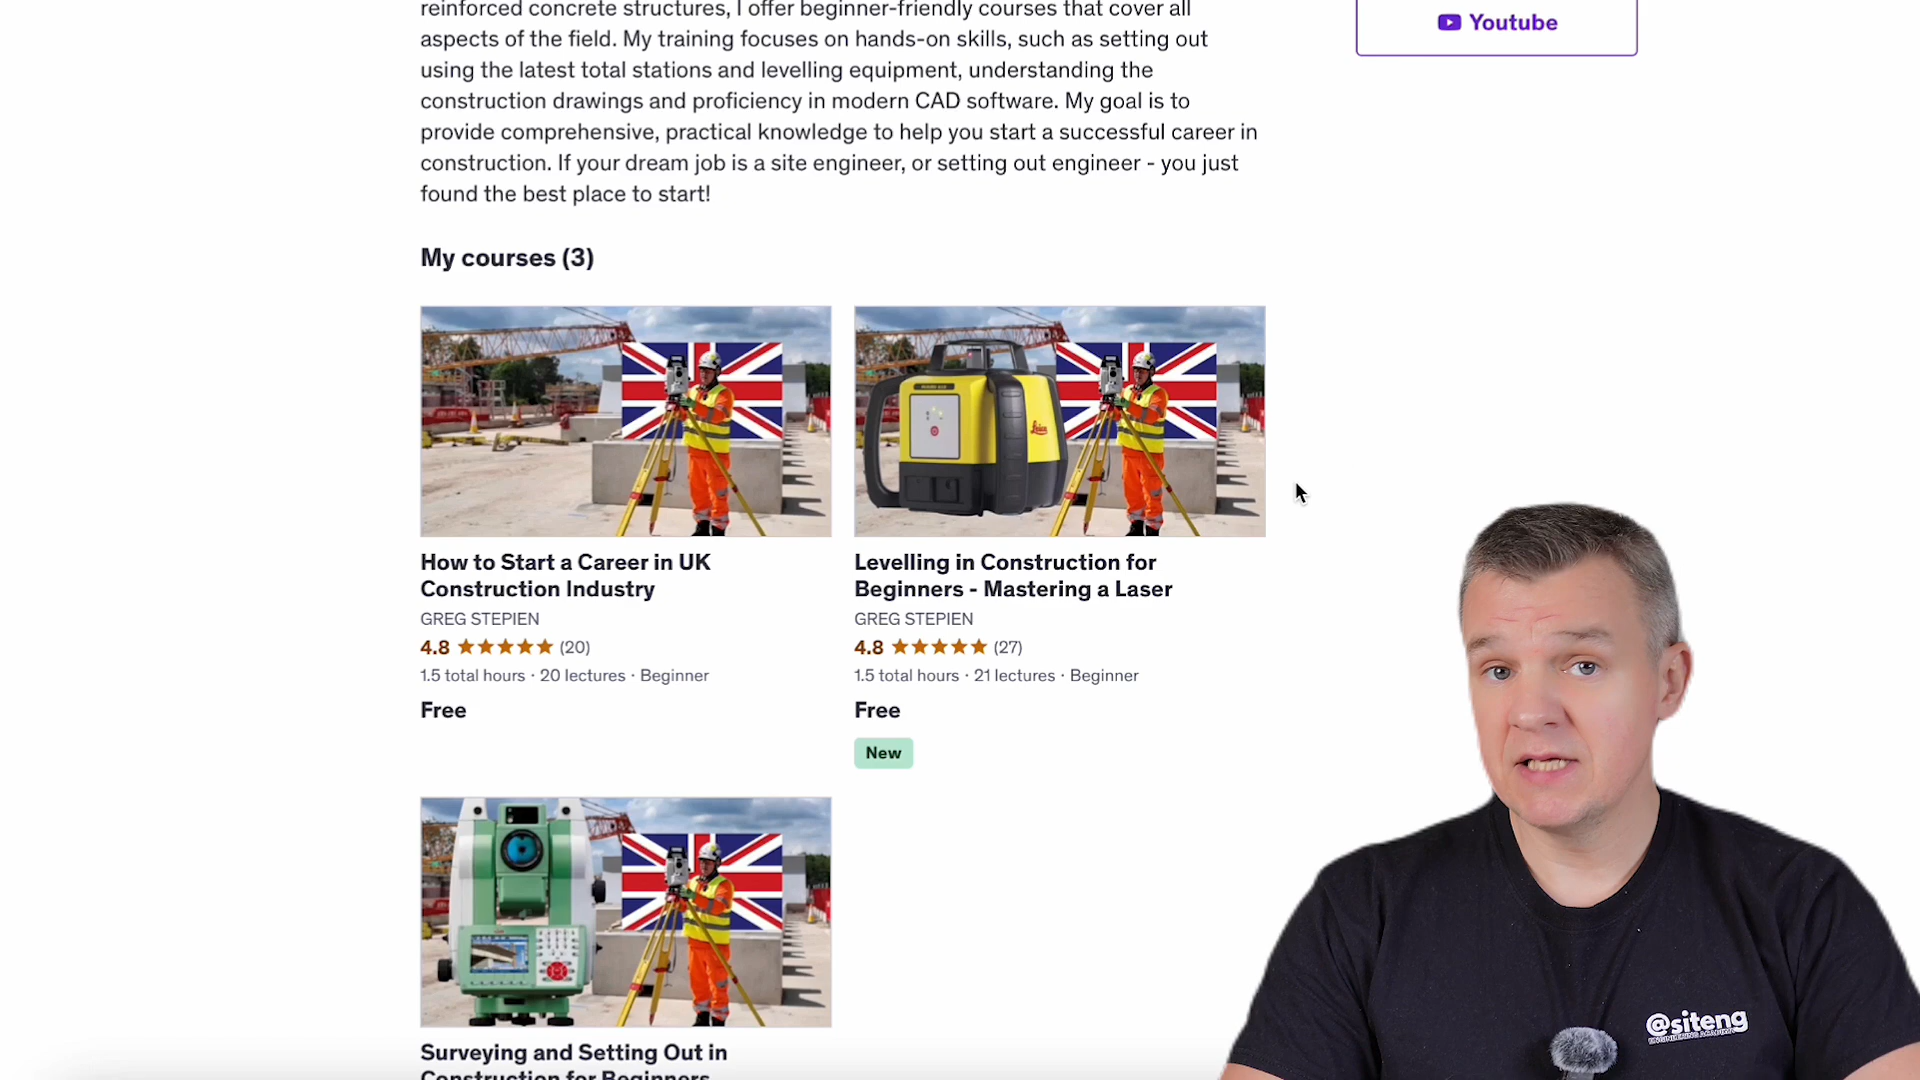 reinforced concrete structures, I offer beginner-friendly courses that cover all
aspects of the field. My training focuses on hands-on skills, such as setting out
using the latest total stations and levelling equipment, understanding the
construction drawings and proficiency in modern CAD software. My goal is to
provide comprehensive, practical knowledge to help you start a successful career in
construction. If your dream job is a site engineer, or setting out engineer - you just
found the best place to start!
Youtube
My courses (3)
Leica
How to Start a Career in UK
Construction Industry
GREG STEPIEN
4.8 (20)
1.5 total hours · 20 lectures · Beginner
Free
Levelling in Construction for
Beginners - Mastering a Laser
GREG STEPIEN
4.8 (27)
1.5 total hours · 21 lectures · Beginner
Free
New
Surveying and Setting Out in
Construction for Beginners
@siteng
ENGINEERING ACADEMY